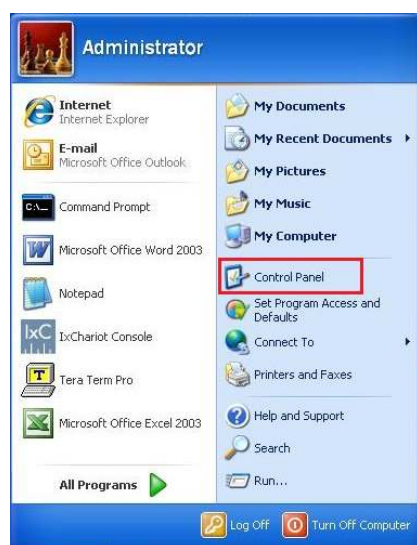 Administrator
Internet
Internet Explorer
E-mail
Microsoft Office Outlook
C:\_
Command Prompt
W
Microsoft Office Word 2003
Notepad
IxC
IxChariot Console
T
Tera Term Pro
X
Microsoft Office Excel 2003
All Programs
My Documents
My Recent Documents
My Pictures
My Music
My Computer
Control Panel
Set Program Access and
Defaults
Connect To
Printers and Faxes
Help and Support
Search
Run...
Log Off
Turn Off Computer